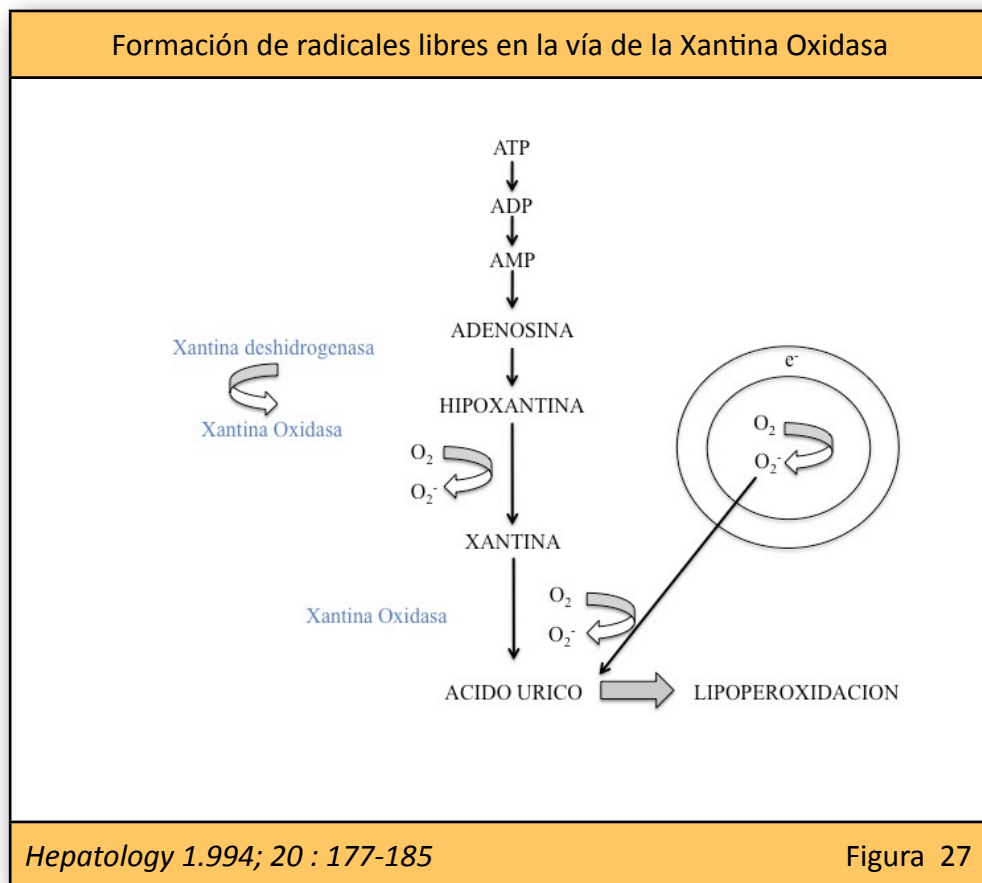 Formación de radicales libres en la vía de la Xantina Oxidasa
ATP
ADP
AMP
ADENOSINA
Xantina deshidrogenasa
HIPOXANTINA
Xantina Oxidasa
O₂
O₂⁻
e⁻
O₂
O₂⁻
XANTINA
Xantina Oxidasa
O₂
O₂⁻
ACIDO URICO
LIPOPEROXIDACION
Hepatology 1.994; 20 : 177-185
Figura 27